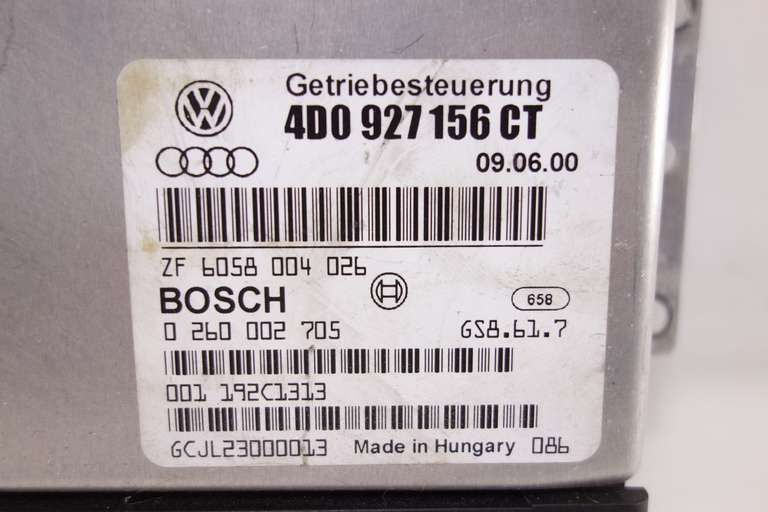 Getriebesteuerung
4D0 927 156 CT
09.06.00
ZF 6058 004 026
BOSCH 658
0 260 002 705 GS8.61.7
001 192C1313
GCJL23000013 Made in Hungary 086